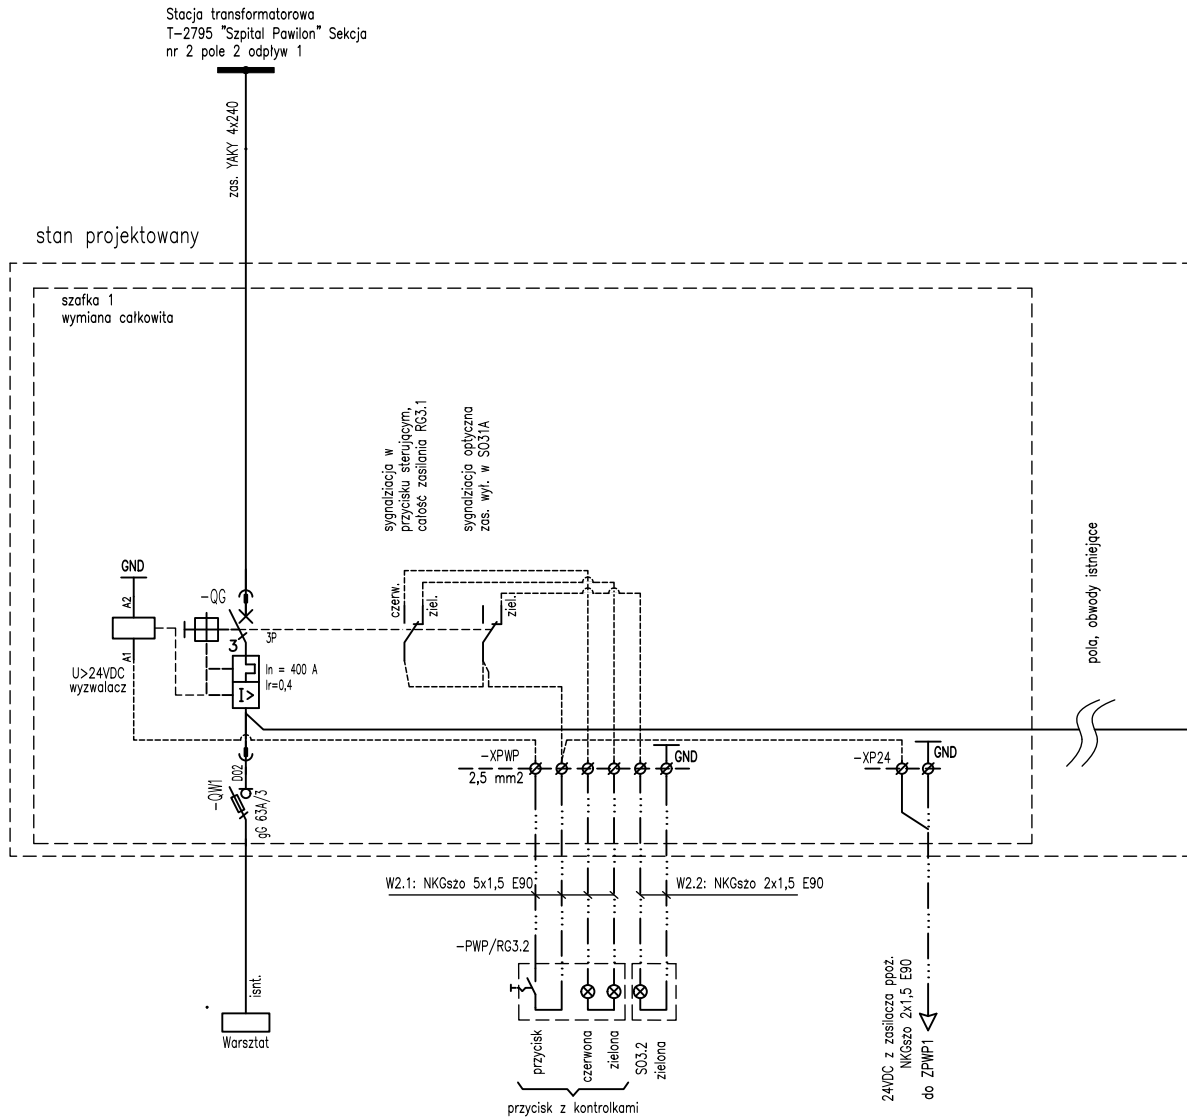 Stacja transformatorowa
T-2795 "Szpital Pawilon" Sekcja
nr 2 pole 2 odpływ 1
zas. YAKY 4x240
stan projektowany
szafka 1
wymiana całkowita
sygnalziacja w
przycisku sterującym,
całość zasilania RG3.1
sygnalziacja optyczna
zas. wył. w SO31A
pola, obwody istniejące
GND
A2
A1
U>24VDC
wyzwalacz
-QG
3
3P
In = 400 A
Ir=0,4
I>
czerw.
ziel.
ziel.
-XPWP
2,5 mm2
GND
-XP24
GND
D02
-QW1
gG 63A/3
W2.1: NKGszo 5x1,5 E90
W2.2: NKGszo 2x1,5 E90
-PWP/RG3.2
isnt.
Warsztat
przycisk
czerwona
zielona
SO3.2
zielona
przycisk z kontrolkami
24VDC z zasilacza ppoż.
NKGszo 2x1,5 E90
do ZPWP1